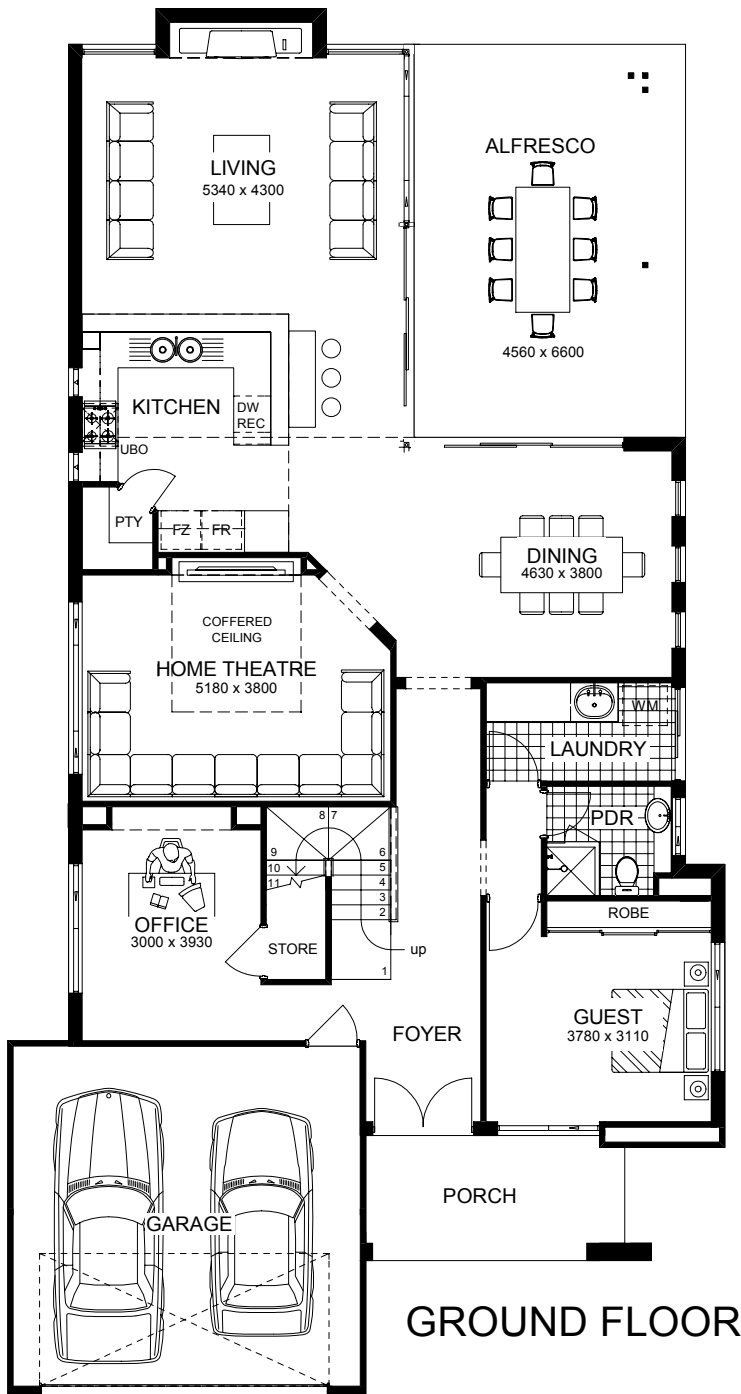 LIVING
5340 x 4300
ALFRESCO
4560 x 6600
KITCHEN
DW
REC
UBO
PTY
FZ
FR
DINING
4630 x 3800
COFFERED
CEILING
HOME THEATRE
5180 x 3800
WM
LAUNDRY
PDR
8
7
9
6
10
5
11
4
3
2
1
up
OFFICE
3000 x 3930
STORE
ROBE
GUEST
3780 x 3110
FOYER
PORCH
GARAGE
GROUND FLOOR